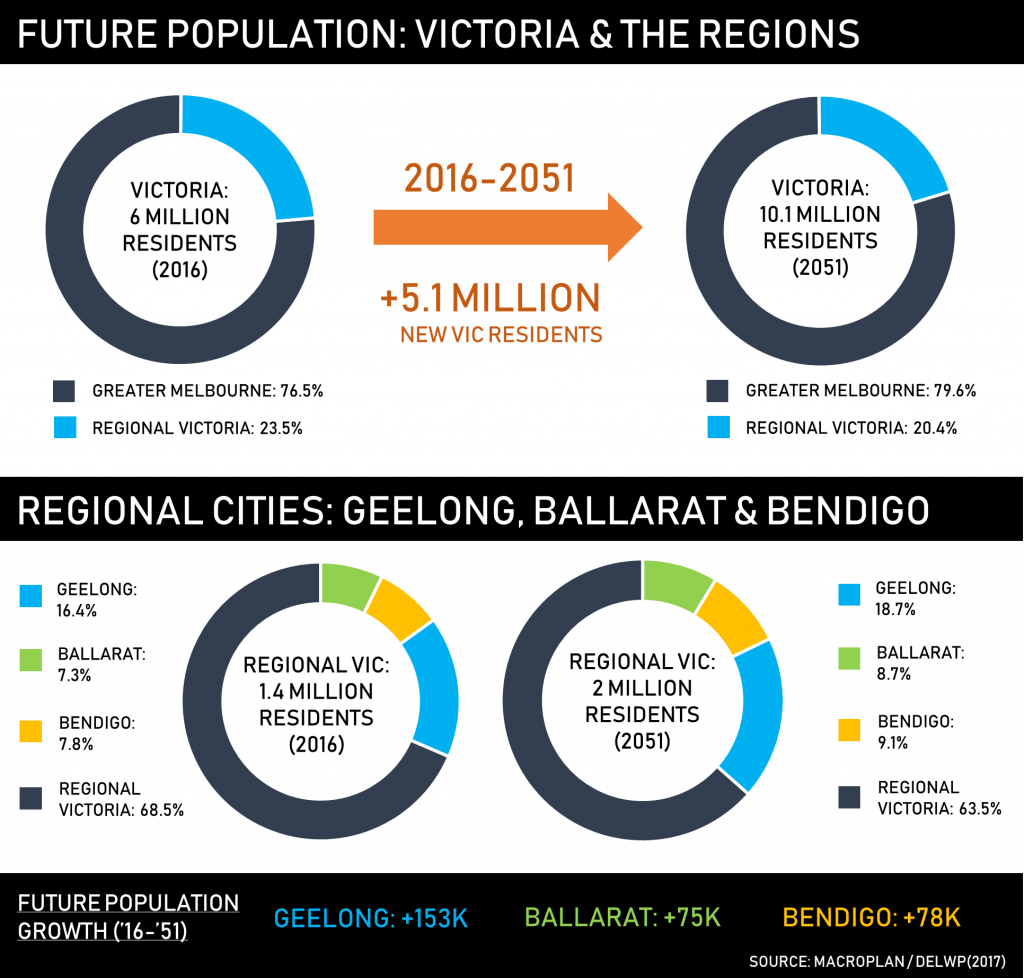 FUTURE POPULATION: VICTORIA & THE REGIONS
VICTORIA:
6 MILLION
RESIDENTS
(2016)
2016-2051
+5.1 MILLION
NEW VIC RESIDENTS
VICTORIA:
10.1 MILLION
RESIDENTS
(2051)
GREATER MELBOURNE: 76.5%
REGIONAL VICTORIA: 23.5%
GREATER MELBOURNE: 79.6%
REGIONAL VICTORIA: 20.4%
REGIONAL CITIES: GEELONG, BALLARAT & BENDIGO
GEELONG:
16.4%
BALLARAT:
7.3%
BENDIGO:
7.8%
REGIONAL
VICTORIA: 68.5%
REGIONAL VIC:
1.4 MILLION
RESIDENTS
(2016)
REGIONAL VIC:
2 MILLION
RESIDENTS
(2051)
GEELONG:
18.7%
BALLARAT:
8.7%
BENDIGO:
9.1%
REGIONAL
VICTORIA: 63.5%
FUTURE POPULATION
GROWTH ('16-'51)
GEELONG: +153K
BALLARAT: +75K
BENDIGO: +78K
SOURCE: MACROPLAN / DELWP(2017)